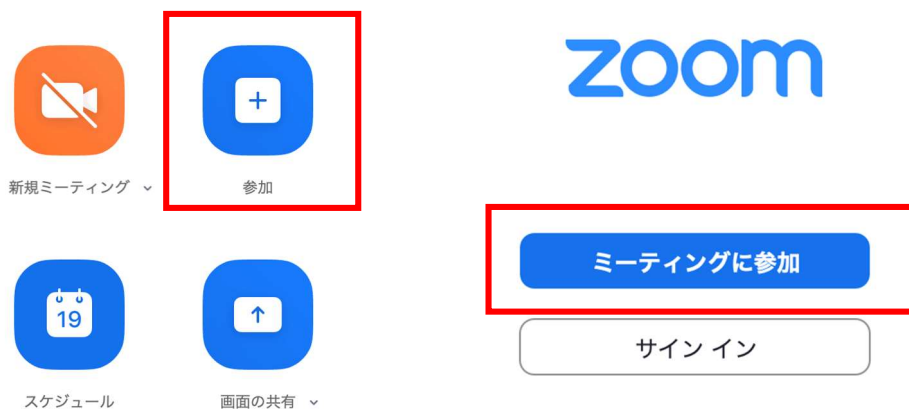 新規ミーティング
参加
19
スケジュール
画面の共有
zoom
ミーティングに参加
サイン イン